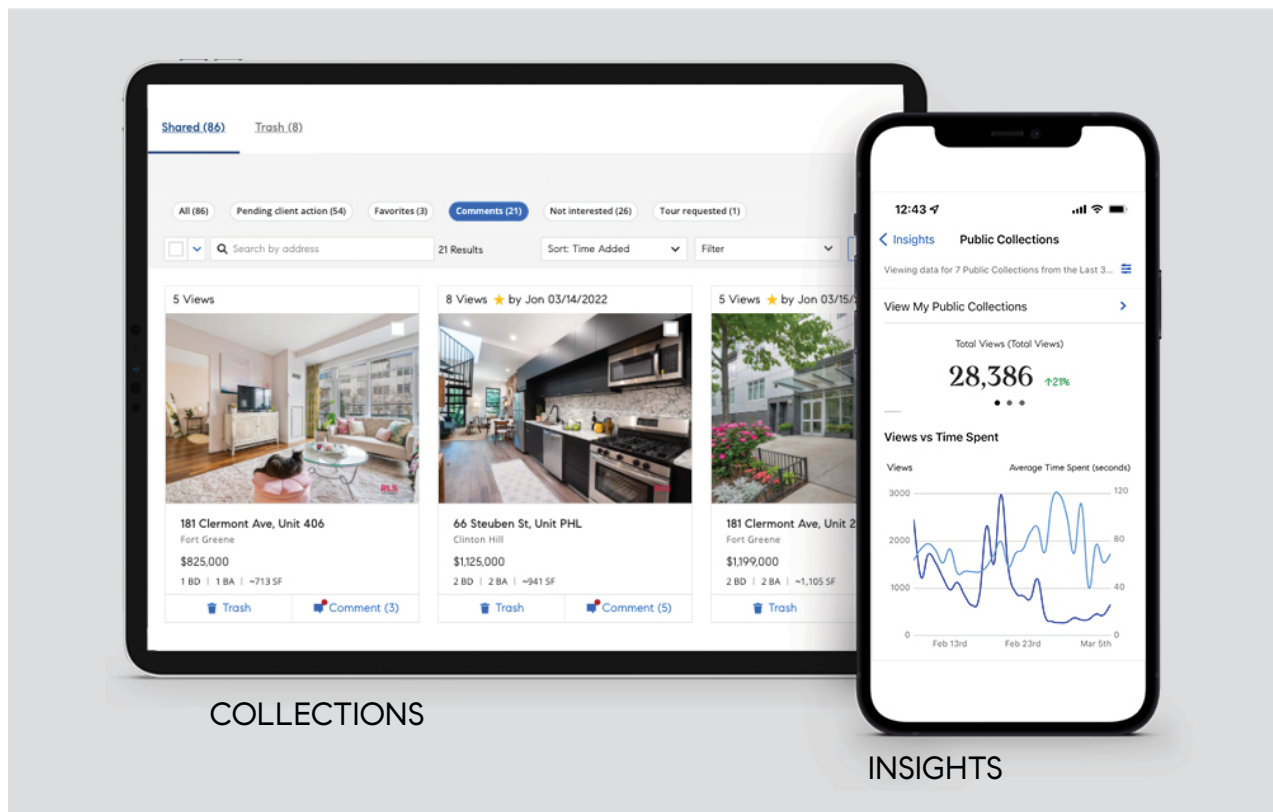 Shared (86) Trash (8)
All (86) Pending client action (54) Favorites (3) Comments (21) Not interested (26) Tour requested (1)
Search by address 21 Results Sort: Time Added Filter
5 Views
RLS
181 Clermont Ave, Unit 406
Fort Greene
$825,000
1 BD | 1 BA | ~713 SF
Trash Comment (3)
8 Views ★ by Jon 03/14/2022
RLS
66 Steuben St, Unit PHL
Clinton Hill
$1,125,000
2 BD | 2 BA | ~941 SF
Trash Comment (5)
5 Views ★ by Jon 03/15/
181 Clermont Ave, Unit 2
Fort Greene
$1,199,000
2 BD | 2 BA | ~1,105 SF
Trash
COLLECTIONS
12:43
Insights Public Collections
Viewing data for 7 Public Collections from the Last 3...
View My Public Collections
Total Views (Total Views)
28,386 ↑21%
Views vs Time Spent
Views Average Time Spent (seconds)
3000 120
2000 80
1000 40
0 0
Feb 13rd Feb 23rd Mar 5th
INSIGHTS